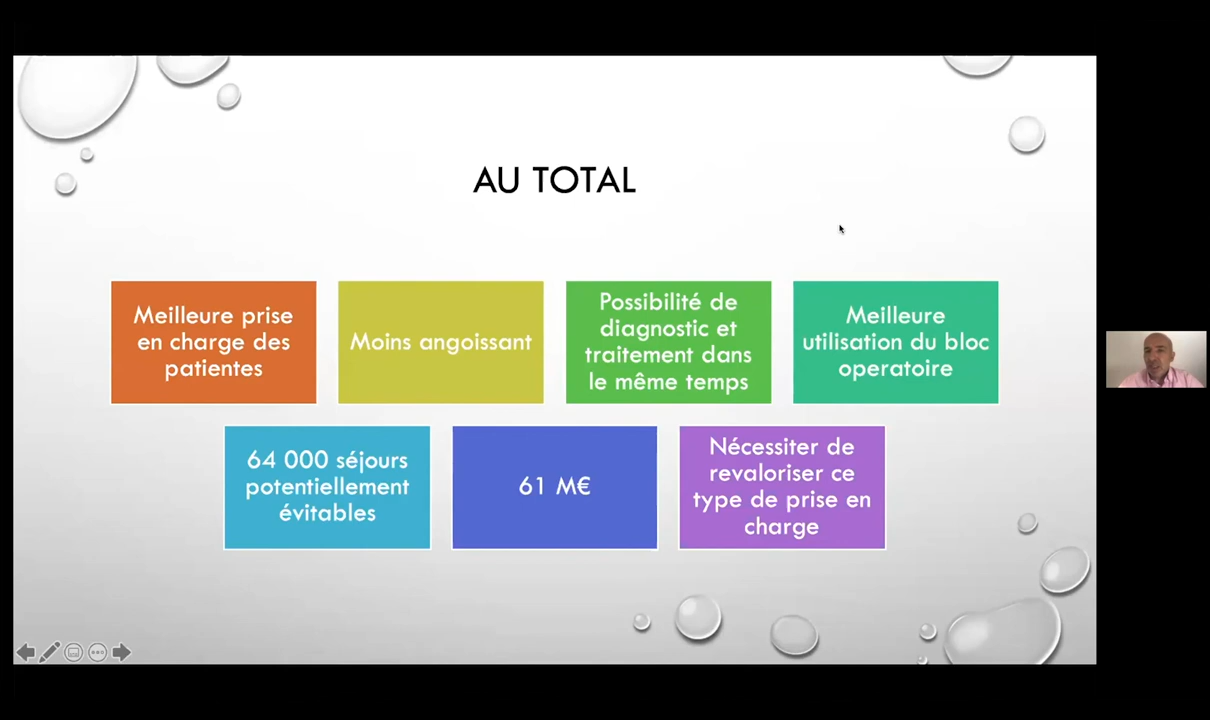 AU TOTAL
Meilleure prise
en charge des
patientes
Moins angoissant
Possibilité de
diagnostic et
traitement dans
le même temps
Meilleure
utilisation du bloc
operatoire
64 000 séjours
potentiellement
évitables
61 M€
Nécessiter de
revaloriser ce
type de prise en
charge